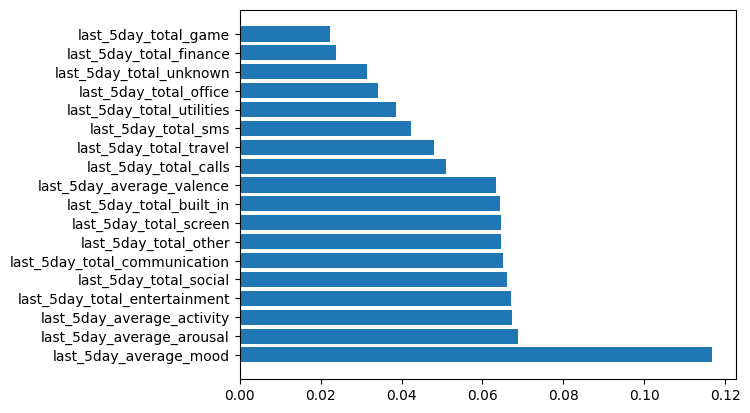 last_5day_total_game
last_5day_total_finance
last_5day_total_unknown
last_5day_total_office
last_5day_total_utilities
last_5day_total_sms
last_5day_total_travel
last_5day_total_calls
last_5day_average_valence
last_5day_total_built_in
last_5day_total_screen
last_5day_total_other
last_5day_total_communication
last_5day_total_social
last_5day_total_entertainment
last_5day_average_activity
last_5day_average_arousal
last_5day_average_mood
0.00 0.02 0.04 0.06 0.08 0.10 0.12